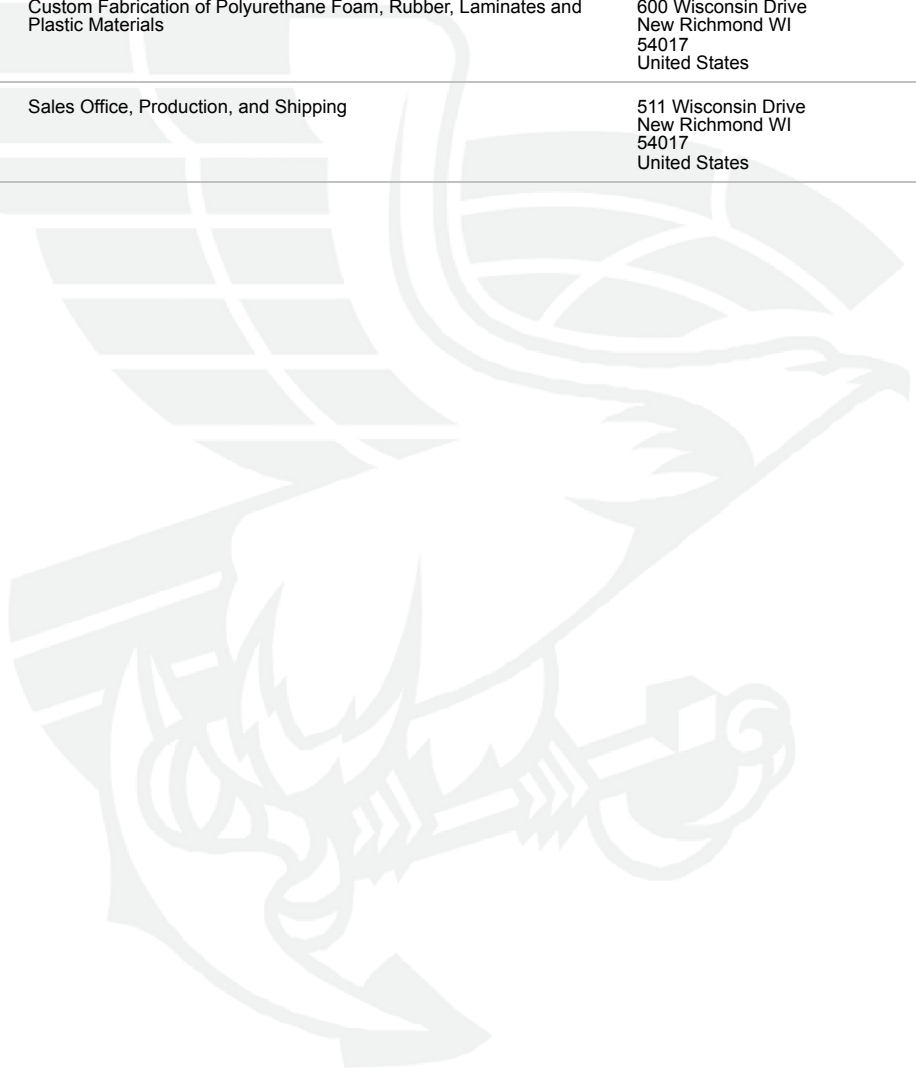 Custom Fabrication of Polyurethane Foam, Rubber, Laminates and
Plastic Materials
600 Wisconsin Drive
New Richmond WI
54017
United States
Sales Office, Production, and Shipping
511 Wisconsin Drive
New Richmond WI
54017
United States